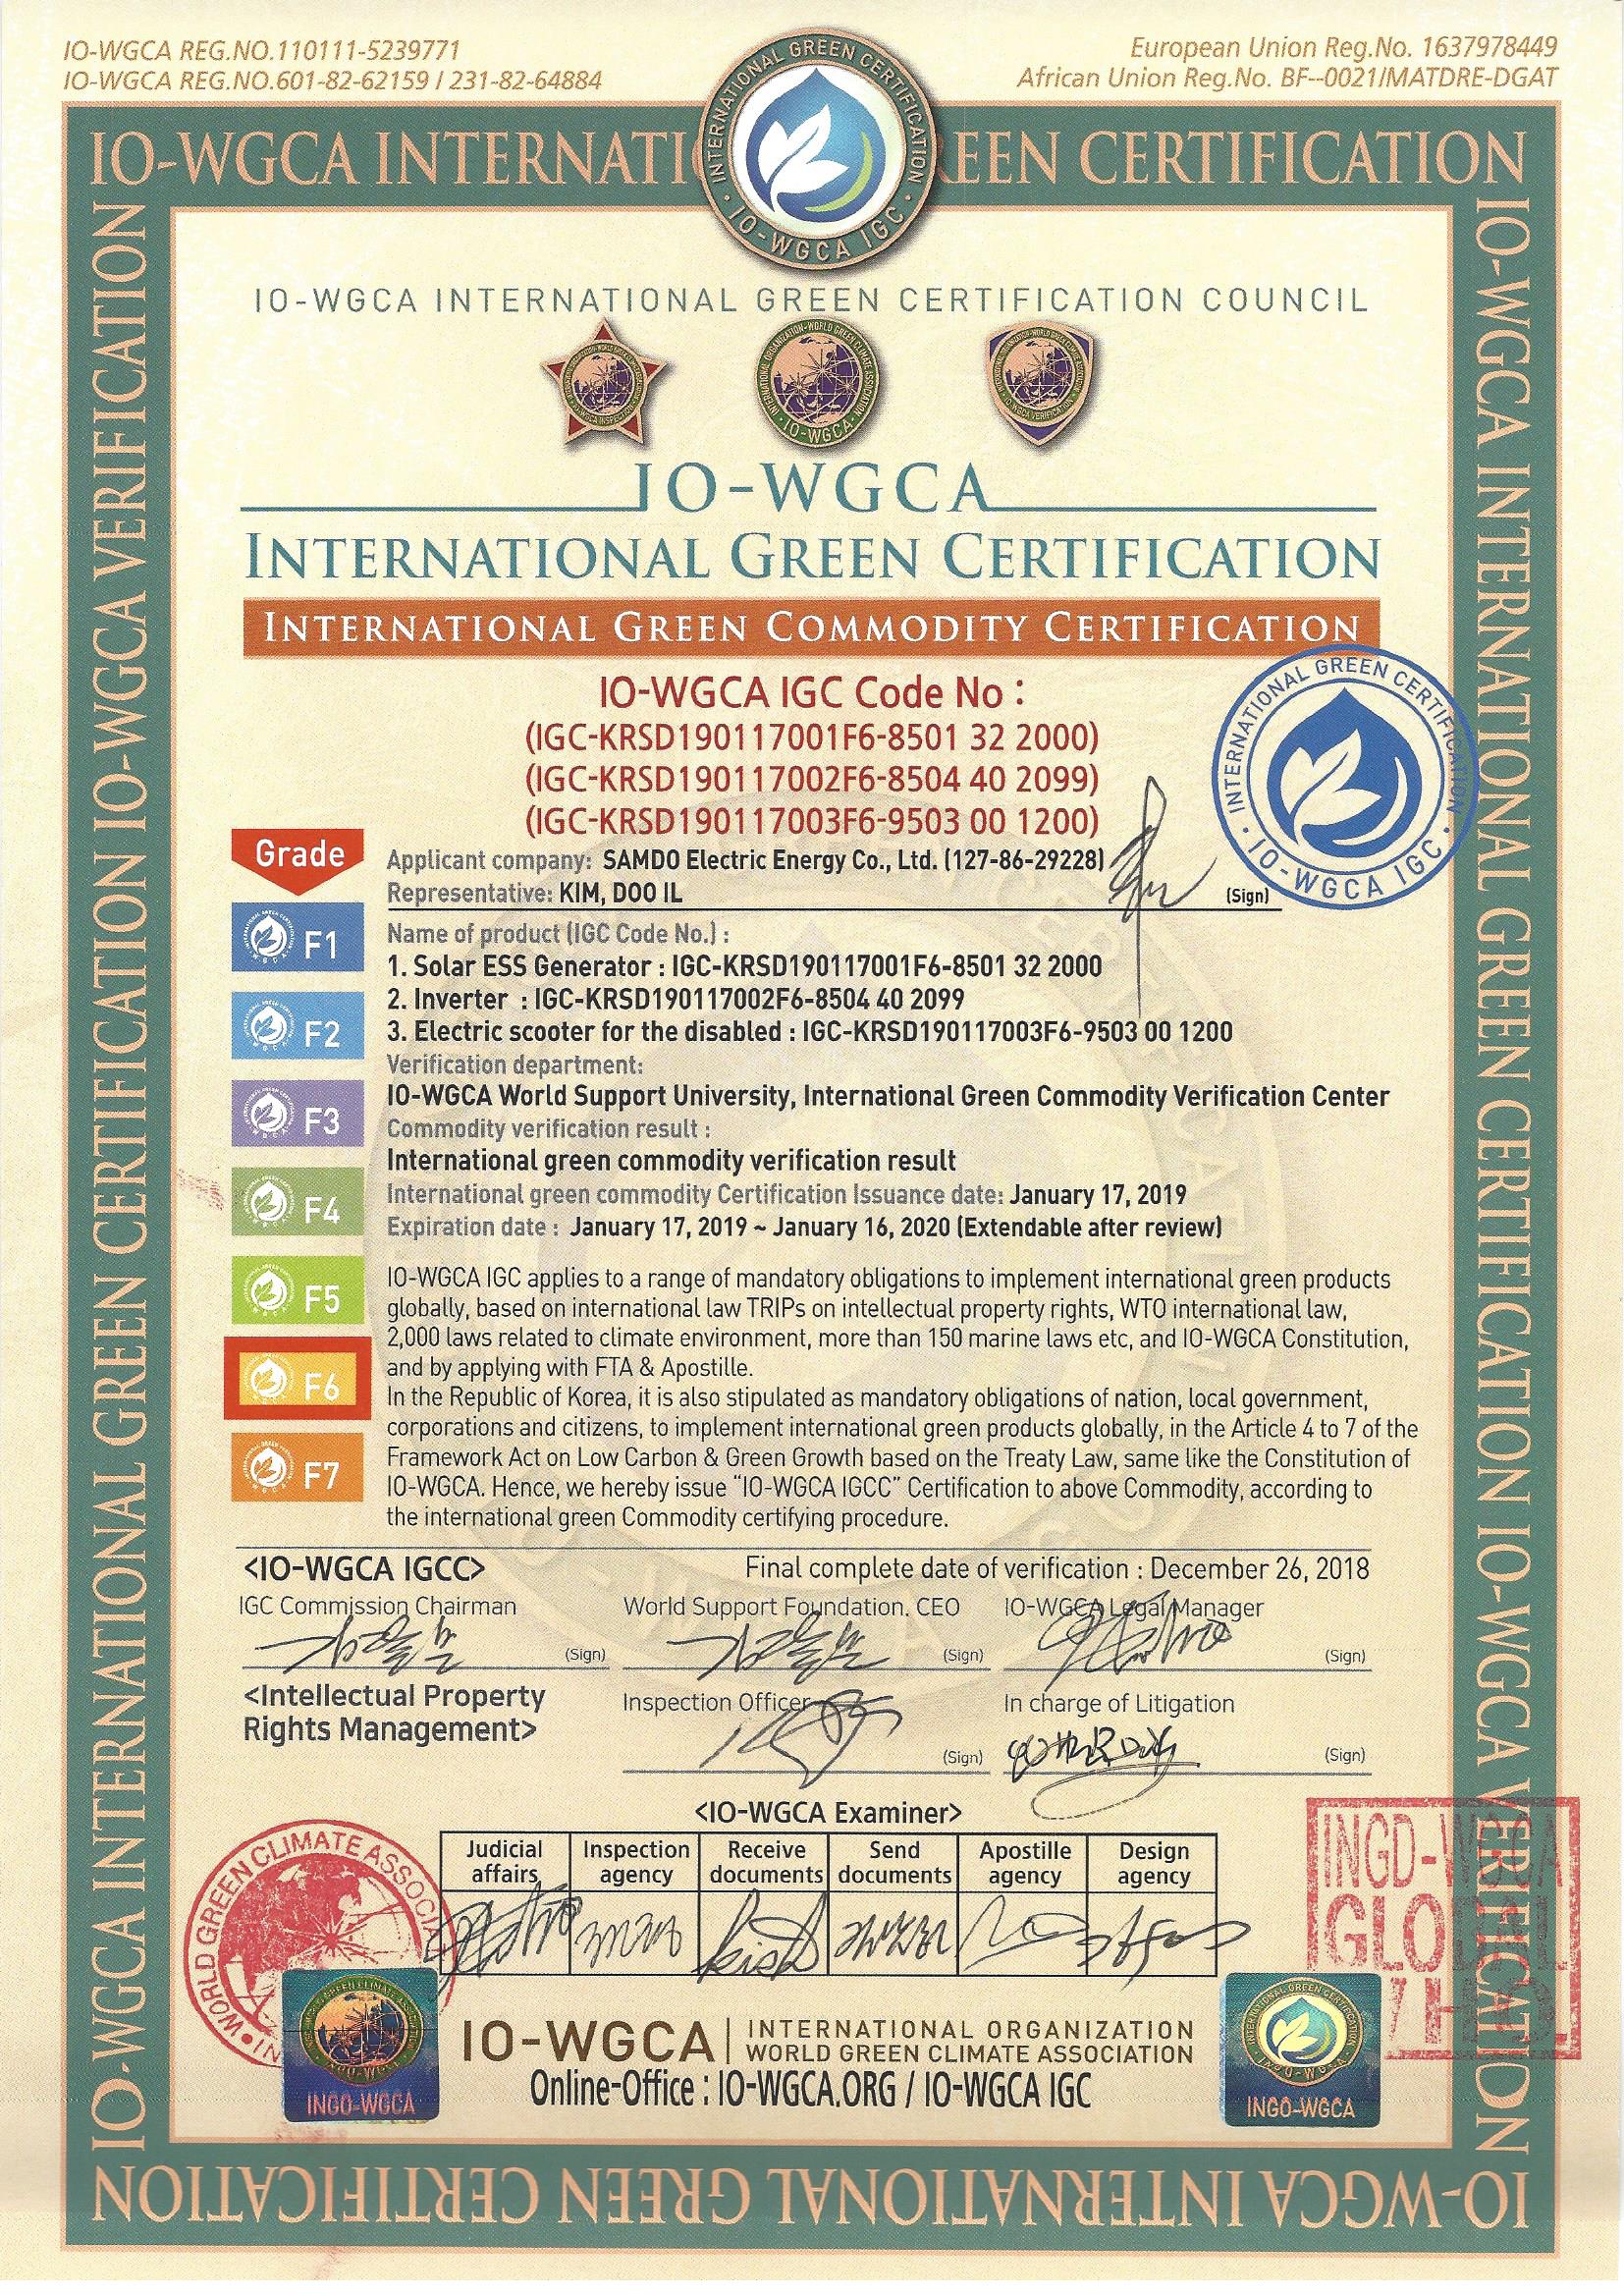 IO-WGCA REG.NO.110111-5239771
IO-WGCA REG.NO.601-82-62159 / 231-82-64884
European Union Reg.No. 1637978449
African Union Reg.No. BF--0021/MATDRE-DGAT
INTERNATIONAL GREEN CERTIFICATION
IO-WGCA IGC
IO-WGCA INTERNATI
EEN CERTIFICATION
IO-WGCA INTERNATIONAL GREEN CERTIFICATION IO-WGCA VERIFICATION
IO-WGCA INTERNATIONAL GREEN CERTIFICATION IO-WGCA VERIFICATION
IO-WGCA INTERNATIONAL GREEN CERTIFICATION COUNCIL
IO-WGCA
INTERNATIONAL GREEN CERTIFICATION
INTERNATIONAL GREEN COMMODITY CERTIFICATION
IO-WGCA IGC Code No :
(IGC-KRSD190117001F6-8501 32 2000)
(IGC-KRSD190117002F6-8504 40 2099)
(IGC-KRSD190117003F6-9503 00 1200)
INTERNATIONAL GREEN CERTIFICATION
IO-WGCA IGC
Grade
F1
F2
F3
F4
F5
F6
F7
Applicant company: SAMDO Electric Energy Co., Ltd. (127-86-29228)
Representative: KIM, DOO IL (Sign)
Name of product (IGC Code No.) :
1. Solar ESS Generator : IGC-KRSD190117001F6-8501 32 2000
2. Inverter : IGC-KRSD190117002F6-8504 40 2099
3. Electric scooter for the disabled : IGC-KRSD190117003F6-9503 00 1200
Verification department:
IO-WGCA World Support University, International Green Commodity Verification Center
Commodity verification result :
International green commodity verification result
International green commodity Certification Issuance date: January 17, 2019
Expiration date : January 17, 2019 ~ January 16, 2020 (Extendable after review)
IO-WGCA IGC applies to a range of mandatory obligations to implement international green products
globally, based on international law TRIPs on intellectual property rights, WTO international law,
2,000 laws related to climate environment, more than 150 marine laws etc, and IO-WGCA Constitution,
and by applying with FTA & Apostille.
In the Republic of Korea, it is also stipulated as mandatory obligations of nation, local government,
corporations and citizens, to implement international green products globally, in the Article 4 to 7 of the
Framework Act on Low Carbon & Green Growth based on the Treaty Law, same like the Constitution of
IO-WGCA. Hence, we hereby issue "IO-WGCA IGCC" Certification to above Commodity, according to
the international green Commodity certifying procedure.
<IO-WGCA IGCC>
Final complete date of verification : December 26, 2018
IGC Commission Chairman
World Support Foundation. CEO
IO-WGCA Legal Manager
(Sign)
(Sign)
(Sign)
<Intellectual Property
Rights Management>
Inspection Officer
In charge of Litigation
(Sign)
(Sign)
<IO-WGCA Examiner>
Judicial affairs
Inspection agency
Receive documents
Send documents
Apostille agency
Design agency
WORLD GREEN CLIMATE ASSOCI
INGO-WGCA
IO-WGCA
INTERNATIONAL ORGANIZATION
WORLD GREEN CLIMATE ASSOCIATION
Online-Office : IO-WGCA.ORG / IO-WGCA IGC
INGO-WGCA
IO-WGCA INTERNATIONAL GREEN CERTIFICATION